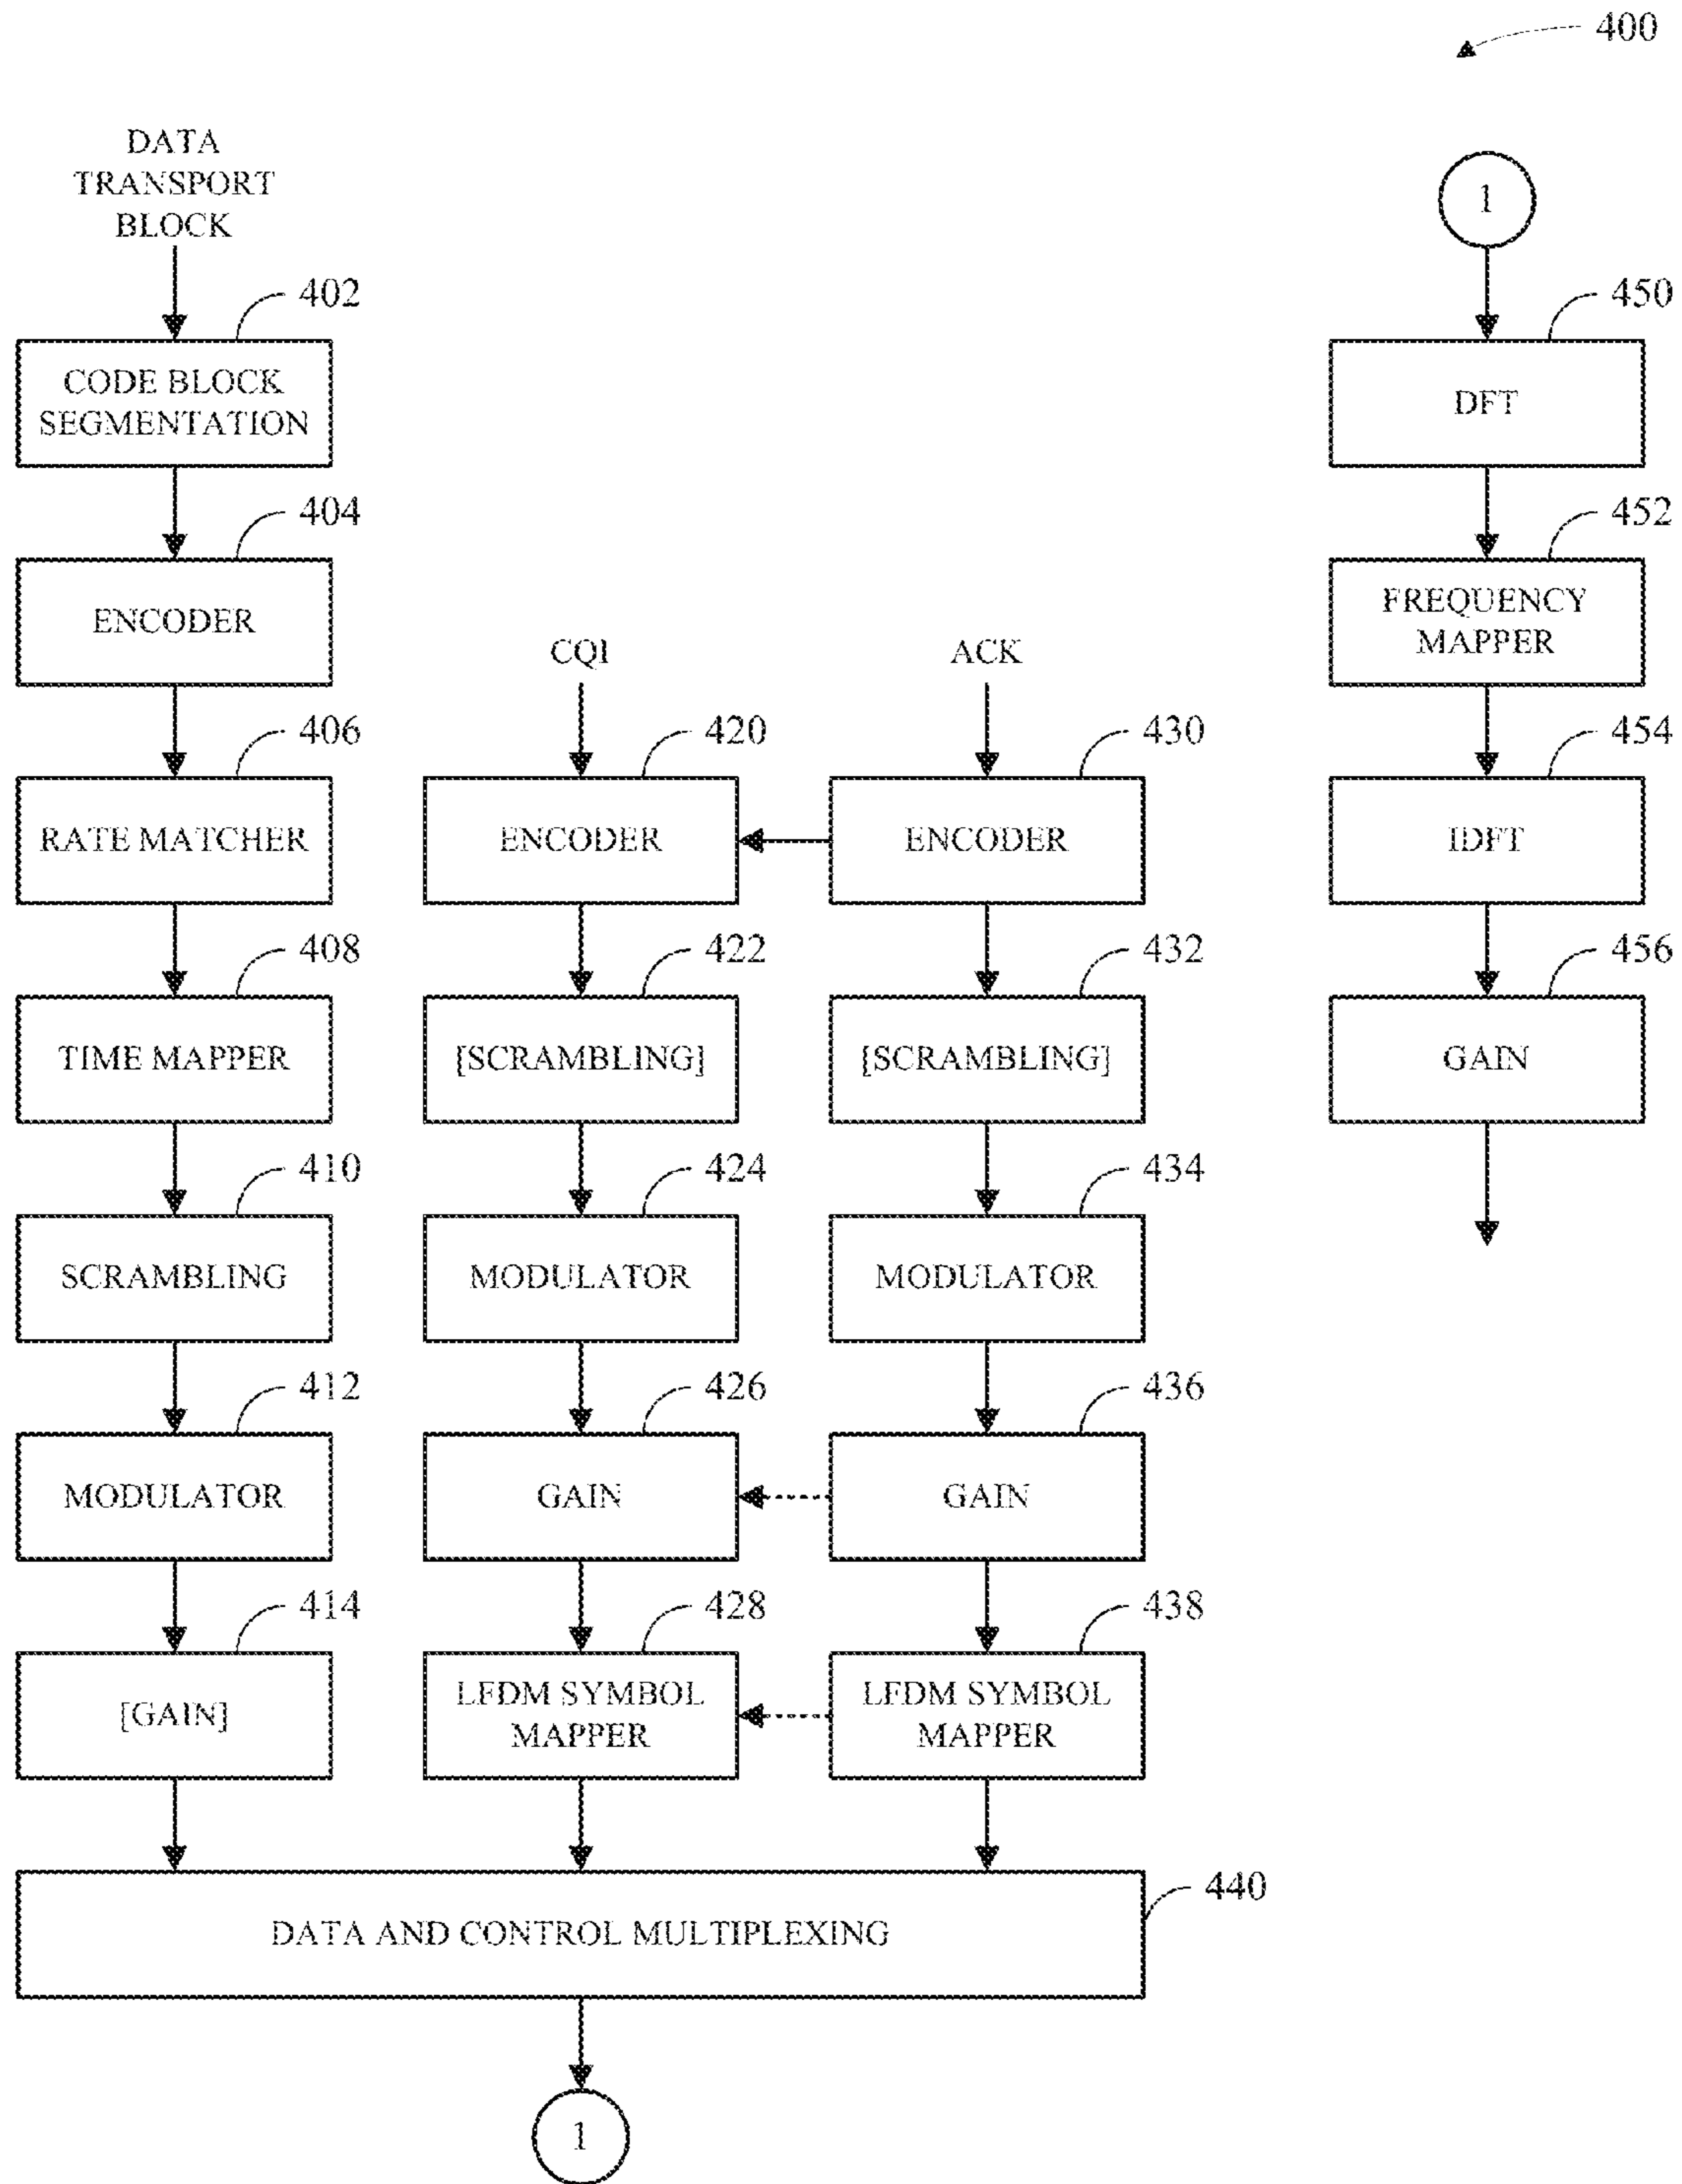 400
DATA
TRANSPORT
BLOCK
402
CODE BLOCK
SEGMENTATION
404
ENCODER
406
RATE MATCHER
408
TIME MAPPER
410
SCRAMBLING
412
MODULATOR
414
[GAIN]
CQI
420
ENCODER
422
[SCRAMBLING]
424
MODULATOR
426
GAIN
428
LFDM SYMBOL
MAPPER
ACK
430
ENCODER
432
[SCRAMBLING]
434
MODULATOR
436
GAIN
438
LFDM SYMBOL
MAPPER
440
DATA AND CONTROL MULTIPLEXING
1
1
450
DFT
452
FREQUENCY
MAPPER
454
IDFT
456
GAIN